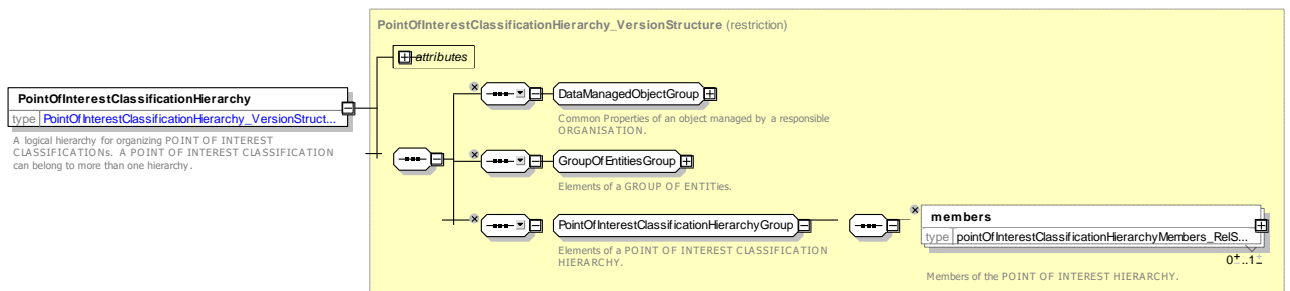 PointOfInterestClassificationHierarchy_VersionStructure (restriction)
attributes
PointOfInterestClassificationHierarchy
type PointOfInterestClassificationHierarchy_VersionStruct...
A logical hierarchy for organizing POINT OF INTEREST
CLASSIFICATIONs. A POINT OF INTEREST CLASSIFICATION
can belong to more than one hierarchy.
DataManagedObjectGroup
Common Properties of an object managed by a responsible
ORGANISATION.
GroupOfEntitiesGroup
Elements of a GROUP OF ENTITIes.
PointOfInterestClassificationHierarchyGroup
Elements of a POINT OF INTEREST CLASSIFICATION
HIERARCHY.
members
type pointOfInterestClassificationHierarchyMembers_RelS...
0..1
Members of the POINT OF INTEREST HIERARCHY.